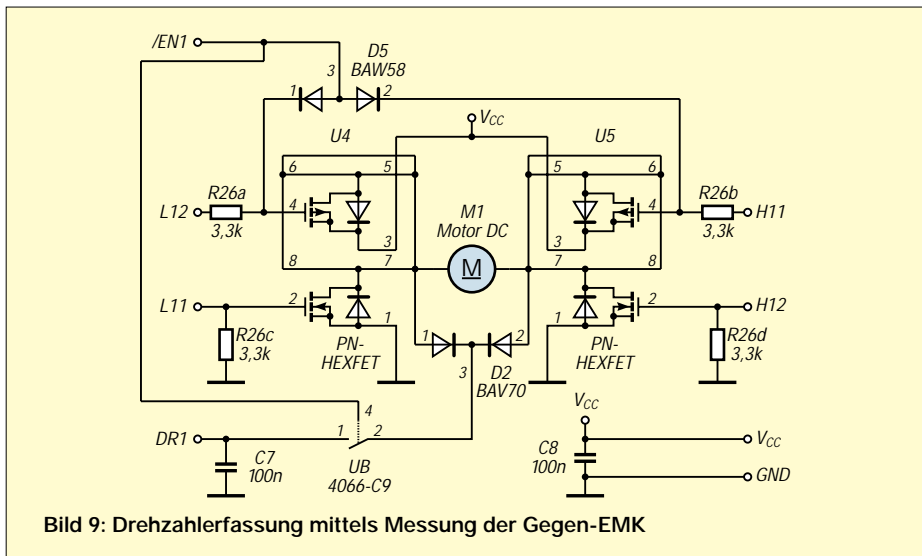 /EN1
D5
BAW58
3
1
2
VCC
U4
U5
6
5
5
6
R26a
R26b
L12
4
4
H11
3,3k
3,3k
M1
Motor DC
3
3
8
7
M
7
8
L11
2
2
H12
1
1
R26c
3,3k
PN-
HEXFET
1
2
PN-
HEXFET
R26d
3,3k
3
D2
BAV70
4
VCC
DR1
1
2
VCC
C7
100n
UB
4066-C9
C8
100n
GND
Bild 9: Drehzahlerfassung mittels Messung der Gegen-EMK